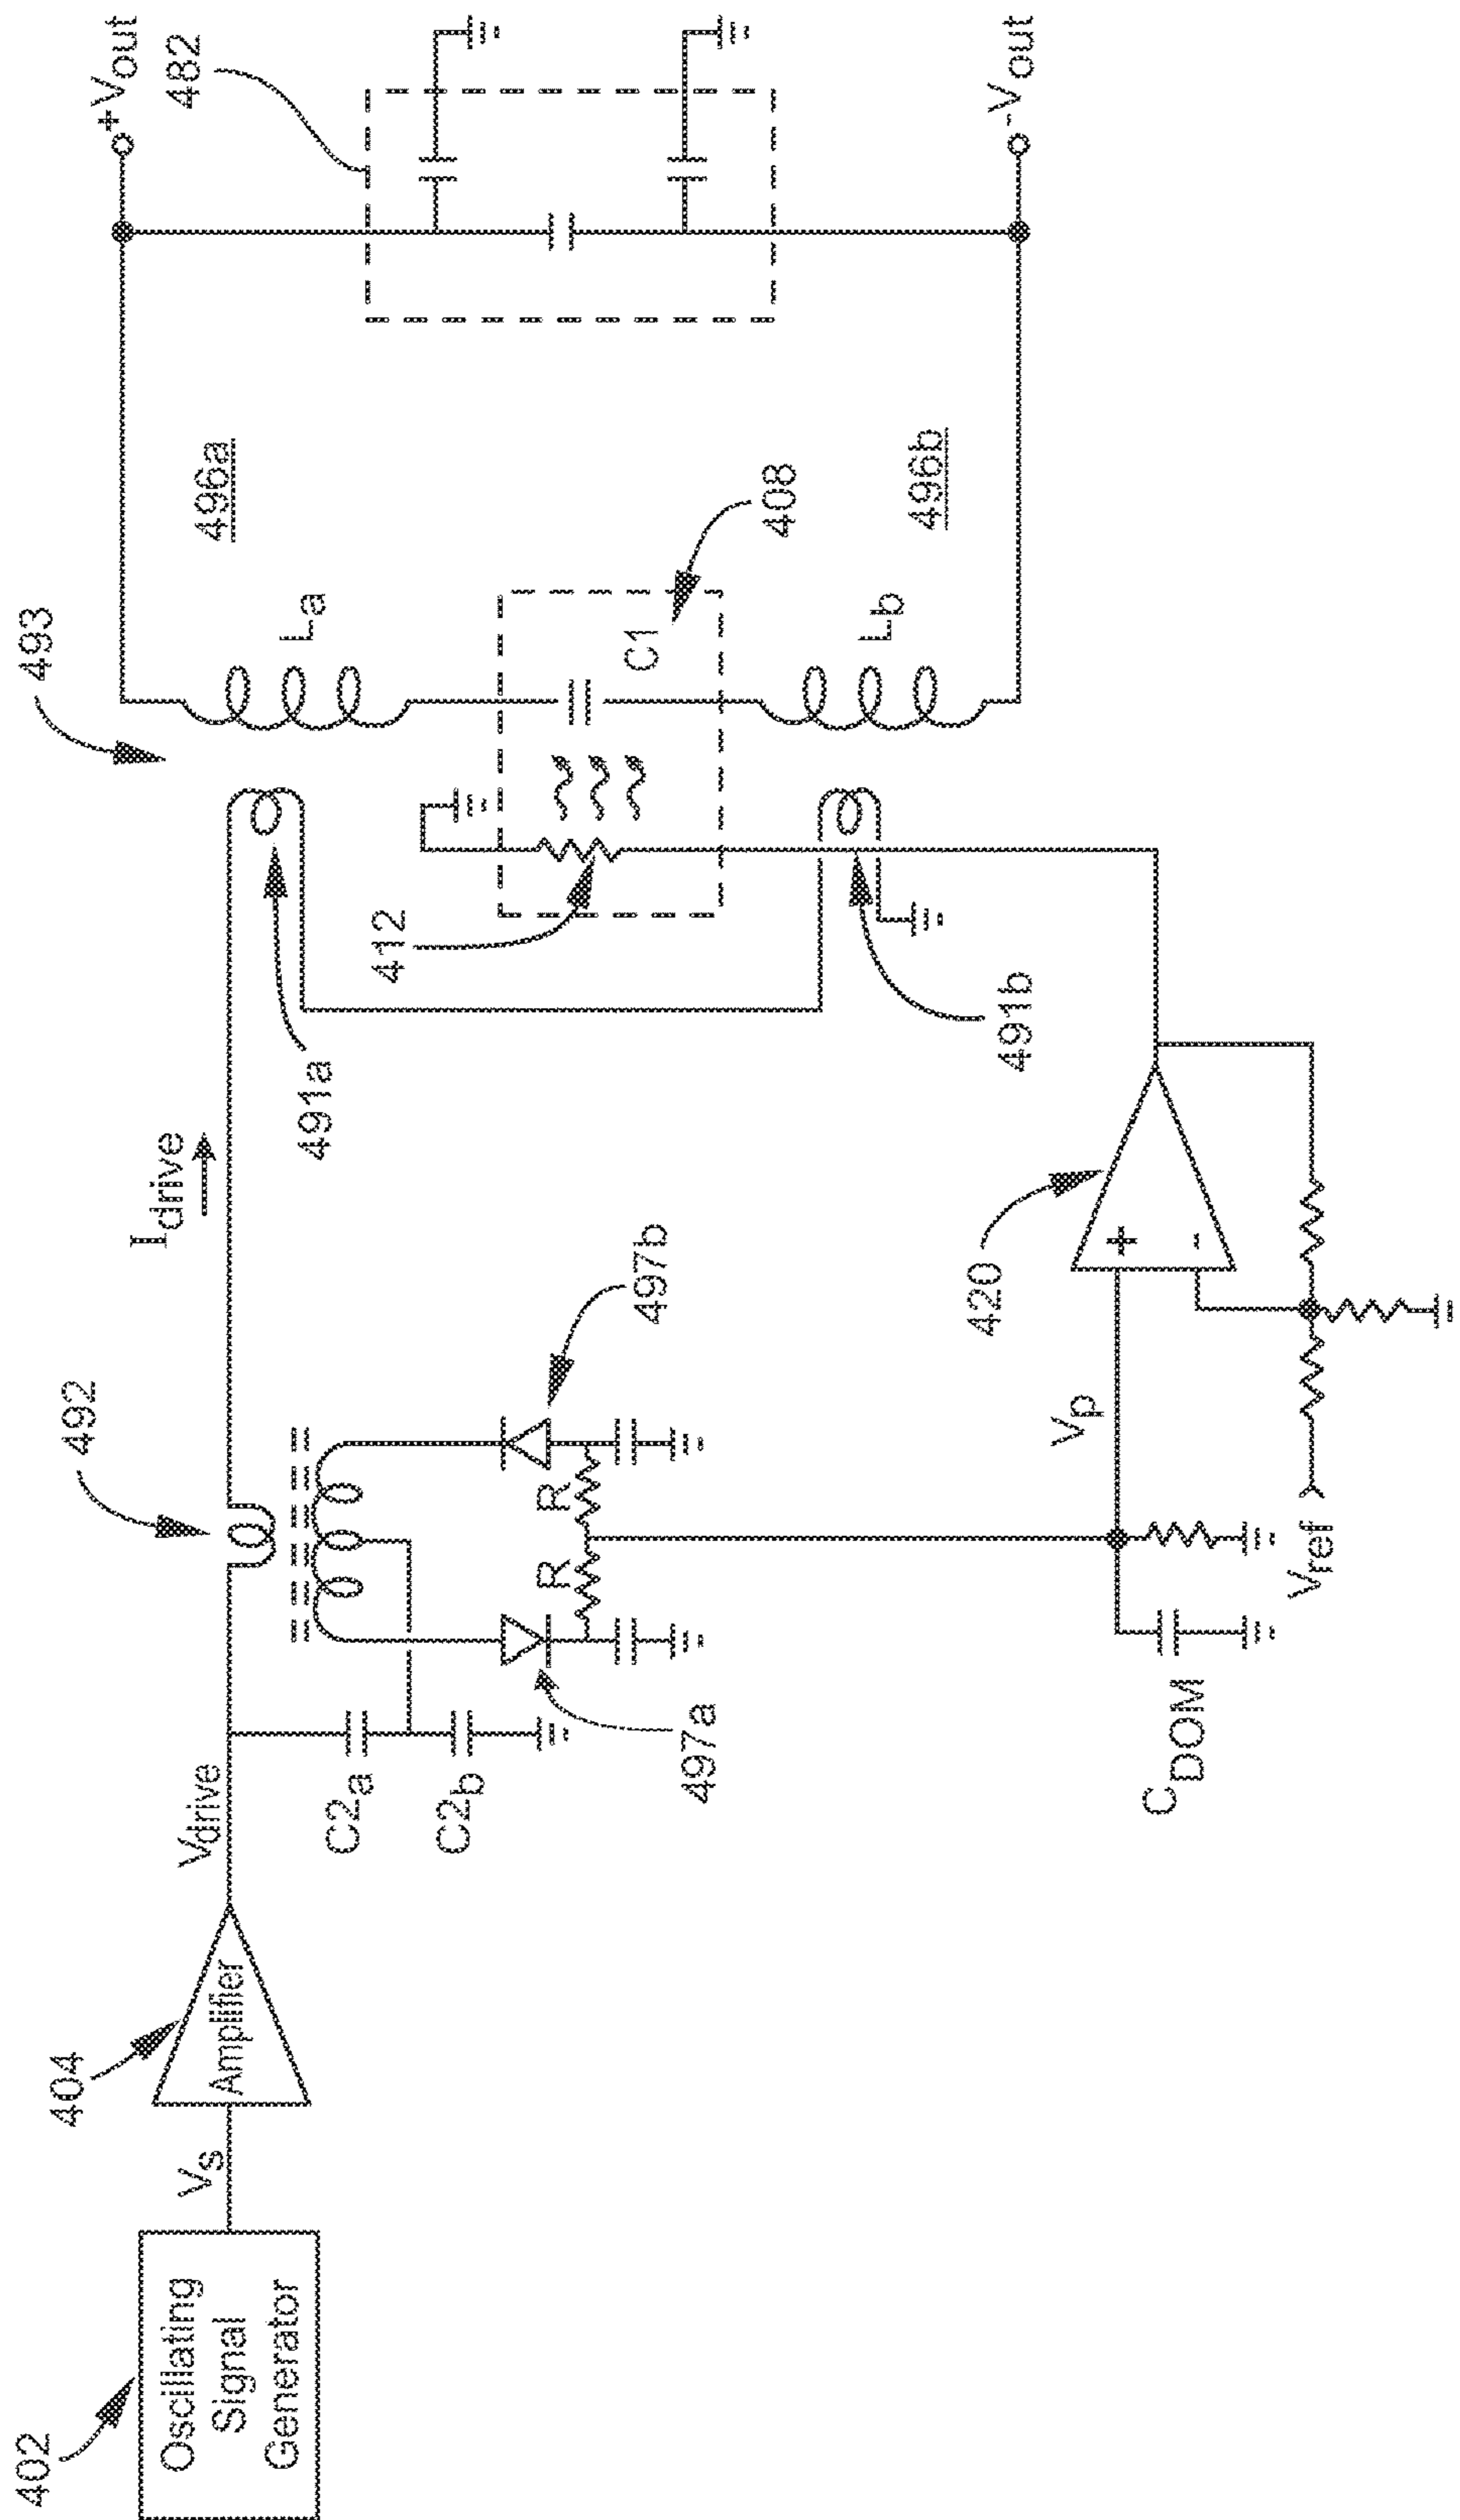 402
Oscillating
Signal
Generator
Vs
404
Amplifier
Vdrive
C2a
C2b
492
Idrive
497a
497b
R
R
CDOM
Vp
Vref
420
+
-
491a
491b
412
493
La
C1
408
Lb
496a
496b
482
+Vout
-Vout